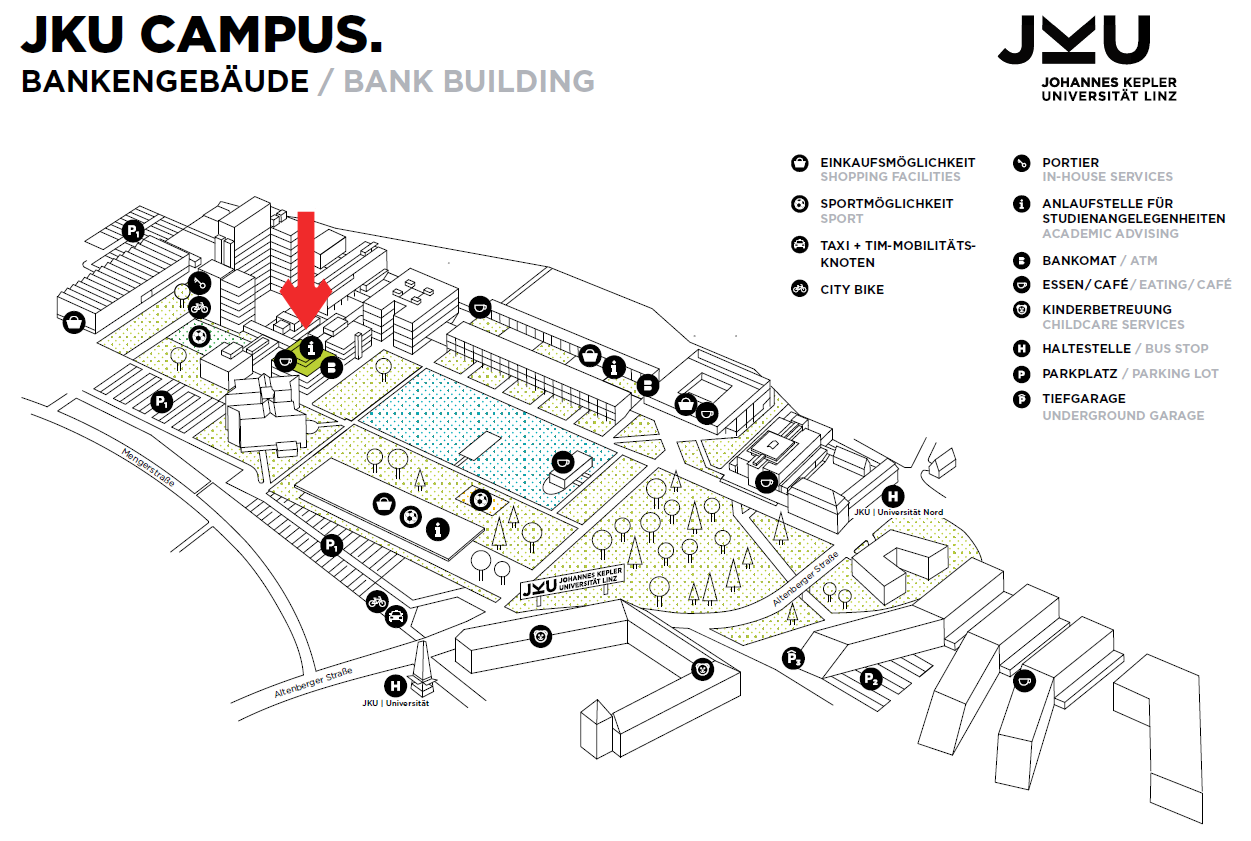 JKU CAMPUS.
BANKENGEBÄUDE / BANK BUILDING
JKU
JOHANNES KEPLER
UNIVERSITÄT LINZ
EINKAUFSMÖGLICHKEIT
SHOPPING FACILITIES
SPORTMÖGLICHKEIT
SPORT
TAXI + TIM-MOBILITÄTS-
KNOTEN
CITY BIKE
PORTIER
IN-HOUSE SERVICES
i ANLAUFSTELLE FÜR
STUDIENANGELEGENHEITEN
ACADEMIC ADVISING
B BANKOMAT / ATM
ESSEN/CAFÉ/EATING/CAFÉ
KINDERBETREUUNG
CHILDCARE SERVICES
H HALTESTELLE / BUS STOP
P PARKPLATZ / PARKING LOT
P TIEFGARAGE
UNDERGROUND GARAGE
P1
i
B
i
B
P1
Mengerstraße
H
JKU | Universität Nord
i
P1
JKU JOHANNES KEPLER
UNIVERSITÄT LINZ
Altenberger Straße
P3
P2
Altenberger Straße
H
JKU | Universität